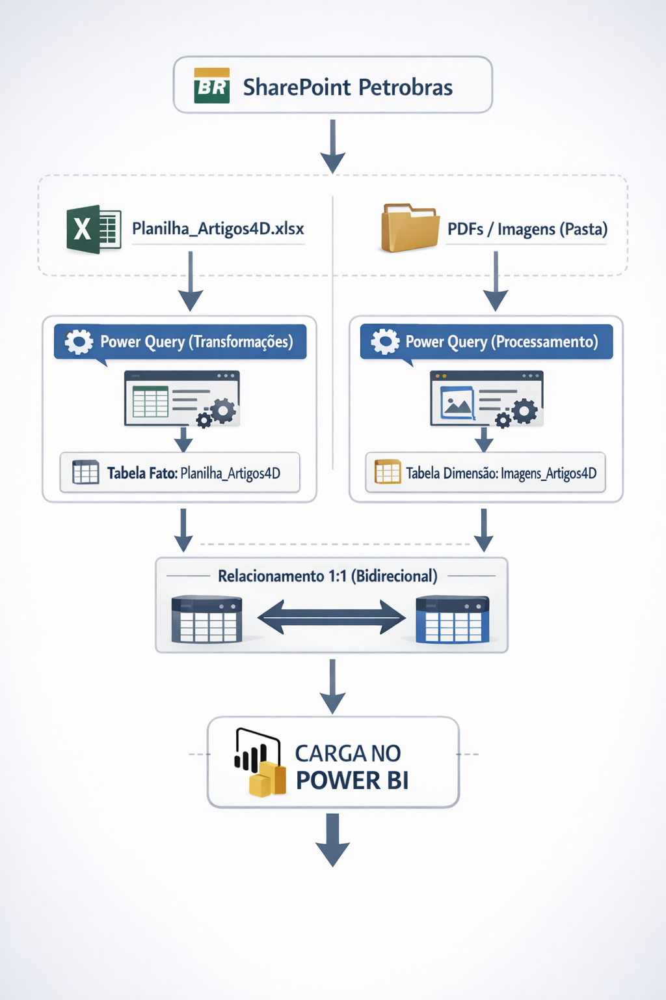 BR SharePoint Petrobras
X Planilha_Artigos4D.xlsx
PDFs / Imagens (Pasta)
Power Query (Transformações)
Tabela Fato: Planilha_Artigos4D
Power Query (Processamento)
Tabela Dimensão: Imagens_Artigos4D
Relacionamento 1:1 (Bidirecional)
CARGA NO
POWER BI